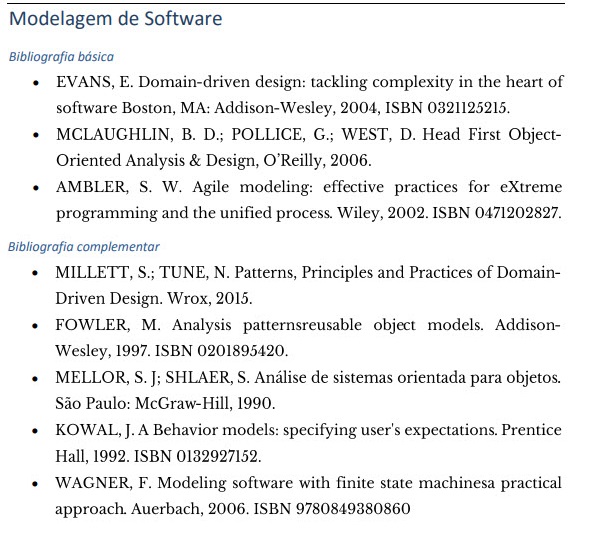 Modelagem de Software
Bibliografia básica
• EVANS, E. Domain-driven design: tackling complexity in the heart of
software Boston, MA: Addison-Wesley, 2004, ISBN 0321125215.
• MCLAUGHLIN, B. D.; POLLICE, G.; WEST, D. Head First Object-
Oriented Analysis & Design, O’Reilly, 2006.
• AMBLER, S. W. Agile modeling: effective practices for eXtreme
programming and the unified process. Wiley, 2002. ISBN 0471202827.
Bibliografia complementar
• MILLETT, S.; TUNE, N. Patterns, Principles and Practices of Domain-
Driven Design. Wrox, 2015.
• FOWLER, M. Analysis patternsreusable object models. Addison-
Wesley, 1997. ISBN 0201895420.
• MELLOR, S. J; SHLAER, S. Análise de sistemas orientada para objetos.
São Paulo: McGraw-Hill, 1990.
• KOWAL, J. A Behavior models: specifying user's expectations. Prentice
Hall, 1992. ISBN 0132927152.
• WAGNER, F. Modeling software with finite state machinesa practical
approach. Auerbach, 2006. ISBN 9780849380860